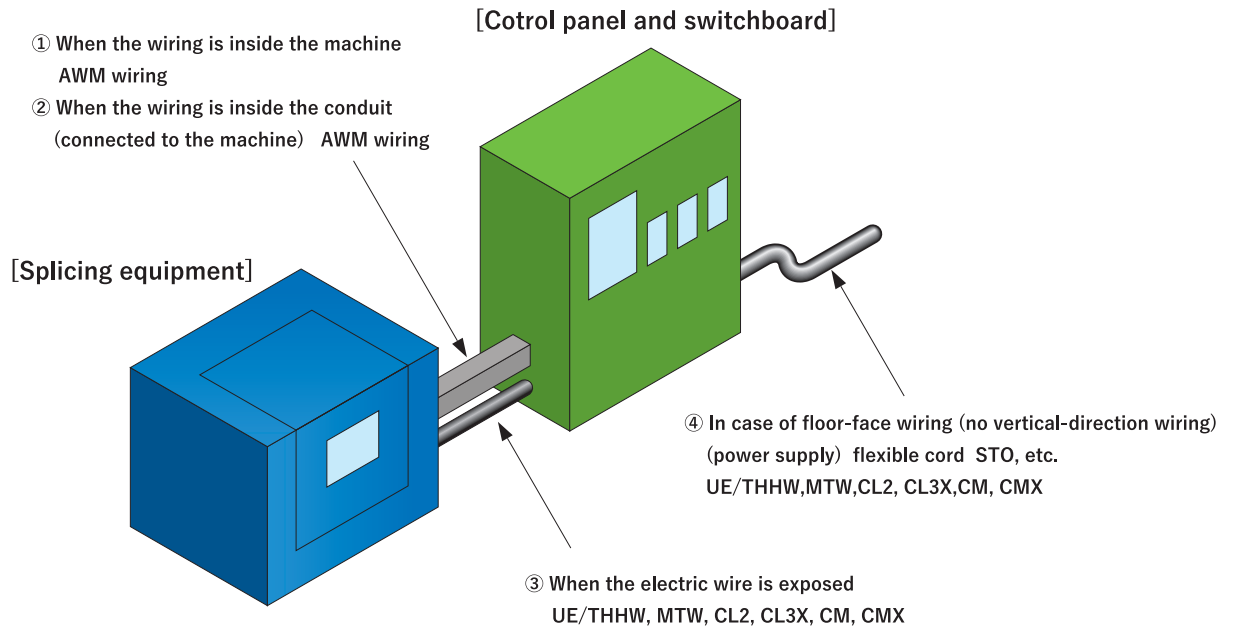 [Cotrol panel and switchboard]
① When the wiring is inside the machine
AWM wiring
② When the wiring is inside the conduit
(connected to the machine) AWM wiring
[Splicing equipment]
④ In case of floor-face wiring (no vertical-direction wiring)
(power supply) flexible cord STO, etc.
UE/THHW,MTW,CL2, CL3X,CM, CMX
③ When the electric wire is exposed
UE/THHW, MTW, CL2, CL3X, CM, CMX